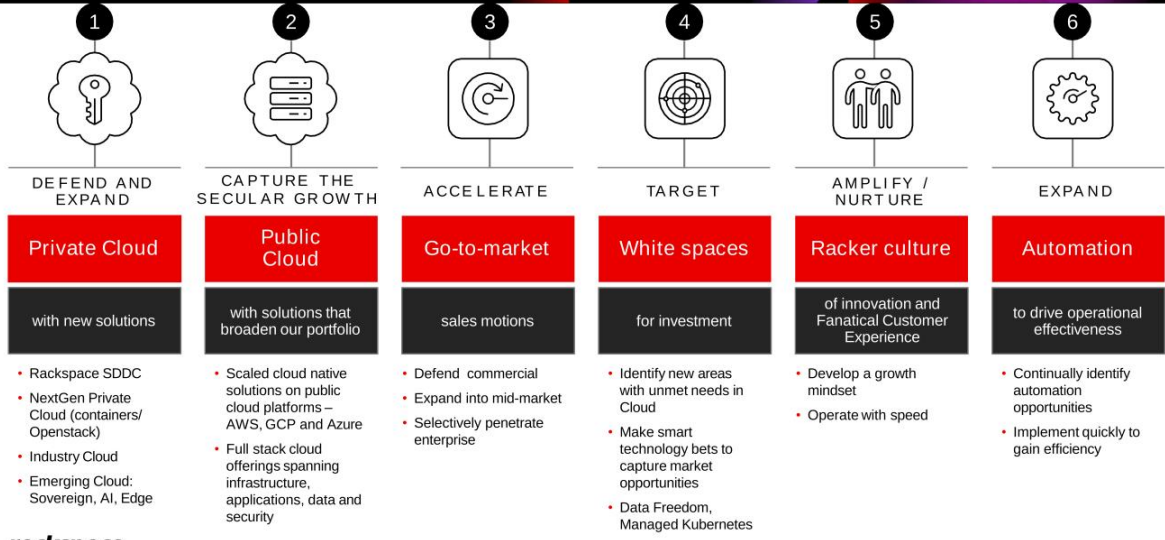 1
DEFEND AND
EXPAND
Private Cloud
with new solutions
• Rackspace SDDC
• NextGen Private
Cloud (containers/
Openstack)
• Industry Cloud
• Emerging Cloud:
Sovereign, AI, Edge
2
CAPTURE THE
SECULAR GROWTH
Public
Cloud
with solutions that
broaden our portfolio
• Scaled cloud native
solutions on public
cloud platforms –
AWS, GCP and Azure
• Full stack cloud
offerings spanning
infrastructure,
applications, data and
security
3
ACCELERATE
Go-to-market
sales motions
• Defend commercial
• Expand into mid-market
• Selectively penetrate
enterprise
4
TARGET
White spaces
for investment
• Identify new areas
with unmet needs in
Cloud
• Make smart
technology bets to
capture market
opportunities
• Data Freedom,
Managed Kubernetes
5
AMPLIFY /
NURTURE
Racker culture
of innovation and
Fanatical Customer
Experience
• Develop a growth
mindset
• Operate with speed
6
EXPAND
Automation
to drive operational
effectiveness
• Continually identify
automation
opportunities
• Implement quickly to
gain efficiency